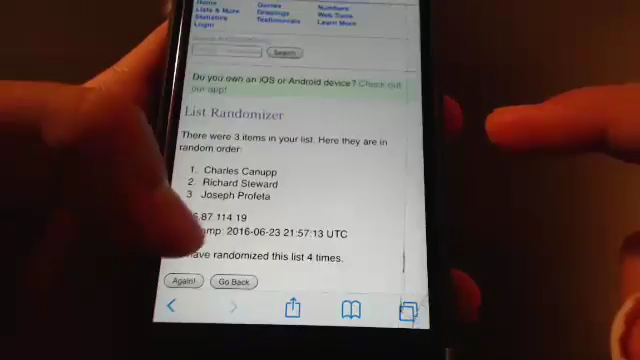 Home
Games
Numbers
Lists & More
Drawings
Web Tools
Statistics
Testimonials
Learn More
Login
Search
Do you own an iOS or Android device? Check out
our app!
List Randomizer
There were 3 items in your list. Here they are in
random order:
1. Charles Canupp
2. Richard Steward
3 Joseph Profeta
87 114 19
2016-06-23 21:57:13 UTC
have randomized this list 4 times.
Again!
Go Back